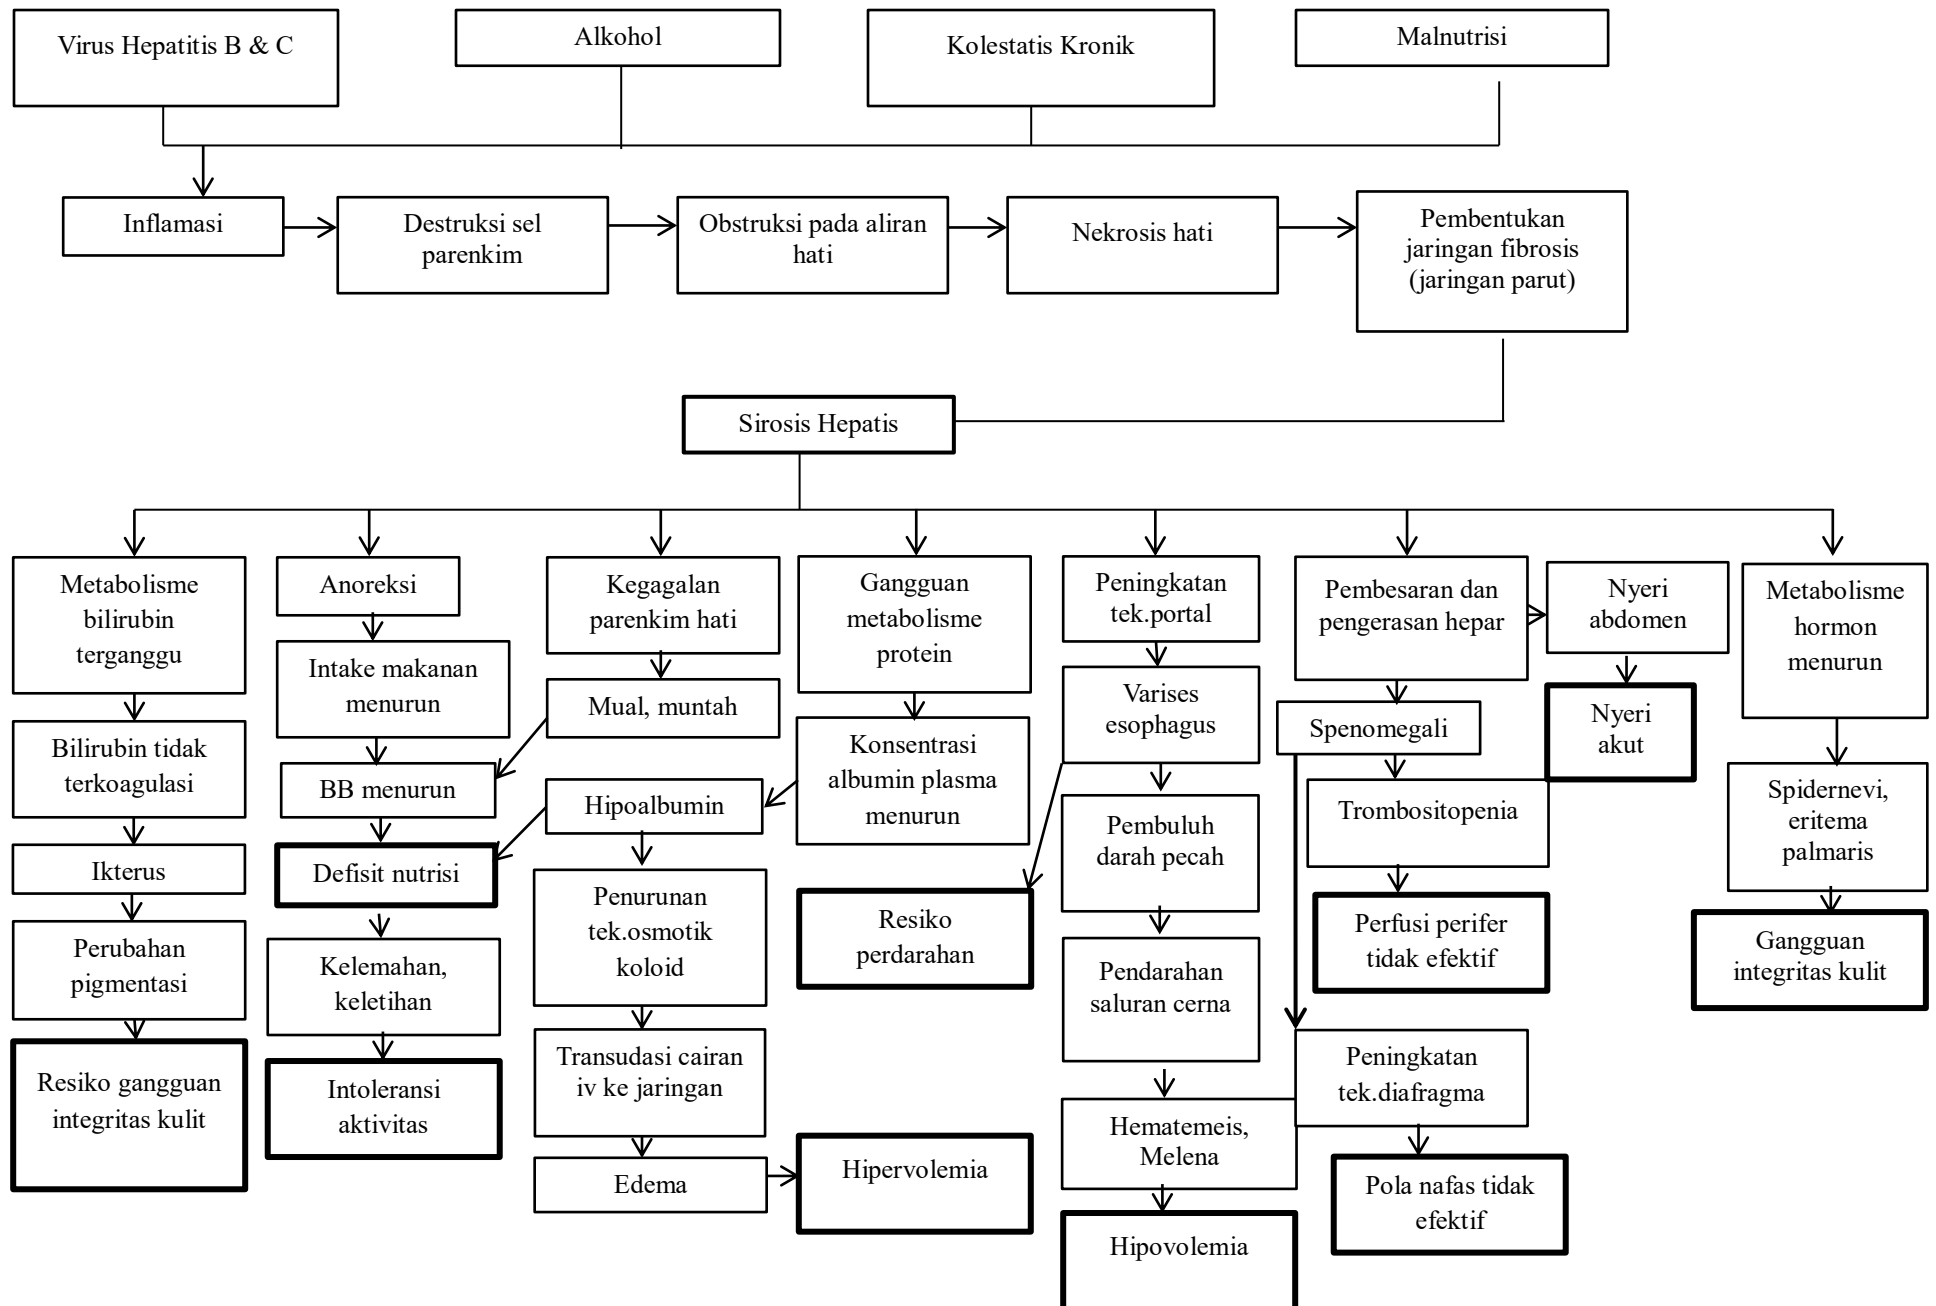 Virus Hepatitis B & C
Alkohol
Kolestatis Kronik
Malnutrisi
Inflamasi
Destruksi sel
parenkim
Obstruksi pada aliran
hati
Nekrosis hati
Pembentukan
jaringan fibrosis
(jaringan parut)
Sirosis Hepatis
Metabolisme
bilirubin
terganggu
Bilirubin tidak
terkoagulasi
Ikterus
Perubahan
pigmentasi
Resiko gangguan
integritas kulit
Anoreksi
Intake makanan
menurun
BB menurun
Defisit nutrisi
Kelemahan,
keletihan
Intoleransi
aktivitas
Kegagalan
parenkim hati
Mual, muntah
Hipoalbumin
Penurunan
tek.osmotik
koloid
Transudasi cairan
iv ke jaringan
Edema
Gangguan
metabolisme
protein
Konsentrasi
albumin plasma
menurun
Resiko
perdarahan
Hipervolemia
Peningkatan
tek.portal
Varises
esophagus
Pembuluh
darah pecah
Pendarahan
saluran cerna
Hematemeis,
Melena
Hipovolemia
Pembesaran dan
pengerasan hepar
Spenomegali
Trombositopenia
Perfusi perifer
tidak efektif
Peningkatan
tek.diafragma
Pola nafas tidak
efektif
Nyeri
abdomen
Nyeri
akut
Metabolisme
hormon
menurun
Spidernevi,
eritema
palmaris
Gangguan
integritas kulit